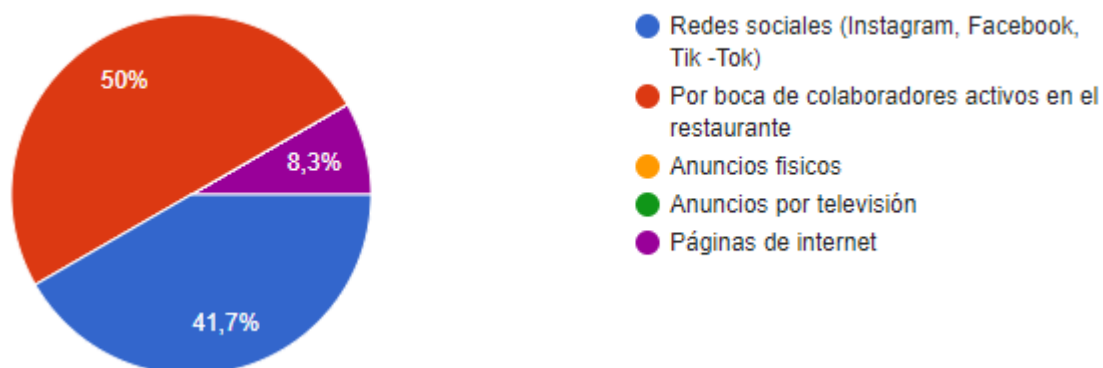 50%
8,3%
41,7%
Redes sociales (Instagram, Facebook,
Tik -Tok)
Por boca de colaboradores activos en el
restaurante
Anuncios fisicos
Anuncios por televisión
Páginas de internet